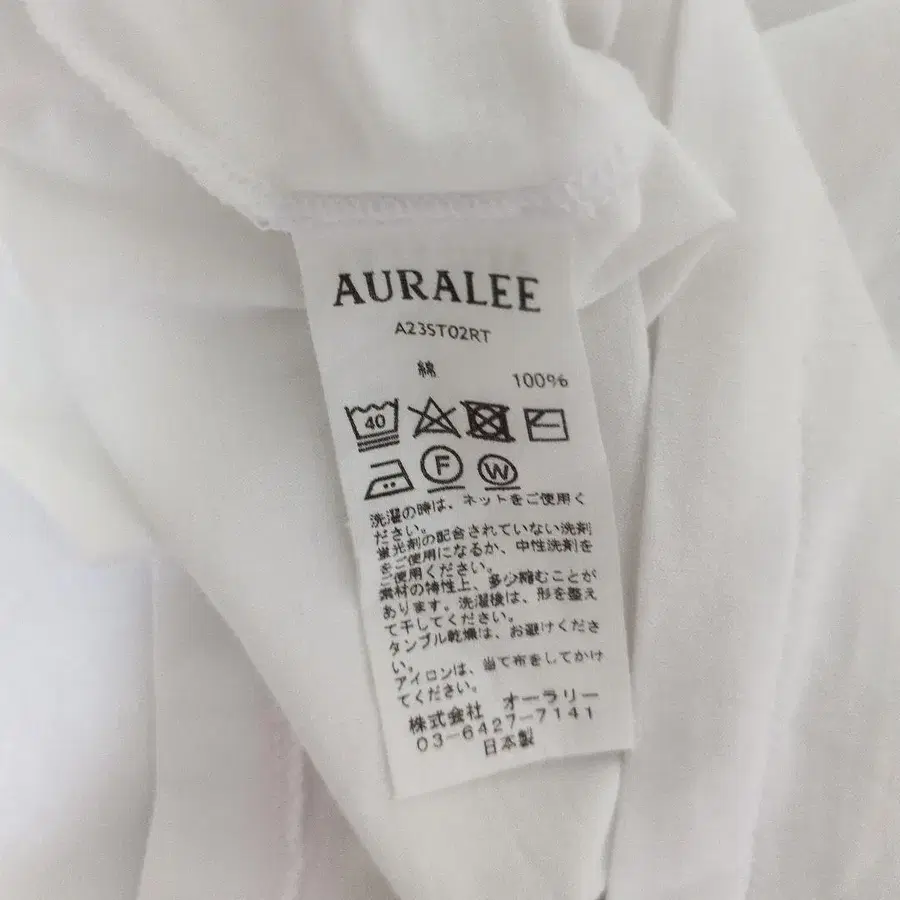 AURALEE
A23ST02RT
綿 100%
40
F W
洗濯の時は、ネットをご使用く
ださい。
蛍光剤の配合されていない洗剤
をご使用になるか、中性洗剤を
ご使用ください。
素材の特性上、多少縮むことが
あります。洗濯後は、形を整え
て干してください。
タンブル乾燥は、お避けくださ
い。
アイロンは、当て布をしてかけ
てください。
株式会社 オーラリー
03-6427-7141
日本製